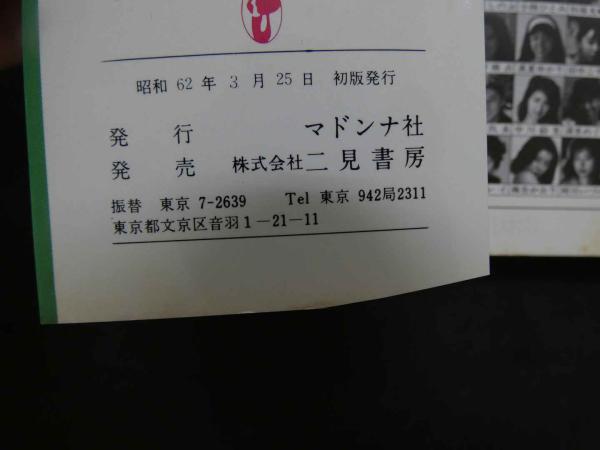 昭和 62 年 3 月 25 日 初版発行
発 行 マドンナ社
発 売 株式会社 二見書房
振替 東京 7-2639 Tel 東京 942局2311
東京都文京区音羽1－21－11